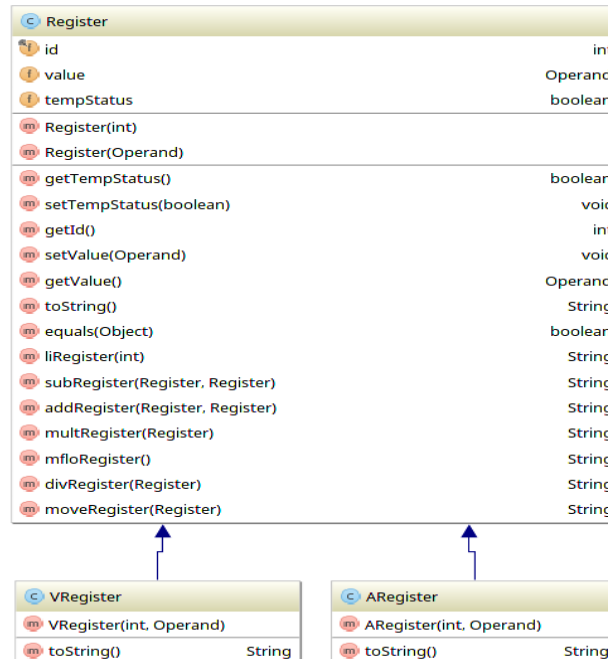 C Register
f id int
f value Operand
f tempStatus boolean
m Register(int)
m Register(Operand)
m getTempStatus() boolean
m setTempStatus(boolean) void
m getId() int
m setValue(Operand) void
m getValue() Operand
m toString() String
m equals(Object) boolean
m liRegister(int) String
m subRegister(Register, Register) String
m addRegister(Register, Register) String
m multRegister(Register) String
m mfloRegister() String
m divRegister(Register) String
m moveRegister(Register) String
C VRegister
m VRegister(int, Operand)
m toString() String
C ARegister
m ARegister(int, Operand)
m toString() String